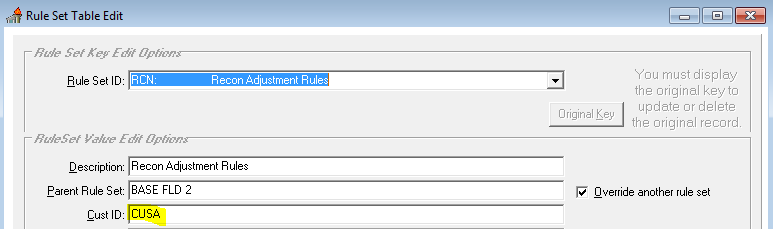 Rule Set Table Edit
Rule Set Key Edit Options
Rule Set ID: RCN: Recon Adjustment Rules
You must display
the original key to
update or delete
the original record.
Original Key
RuleSet Value Edit Options
Description: Recon Adjustment Rules
Parent Rule Set: BASE FLD 2 Override another rule set
Cust ID: CUSA